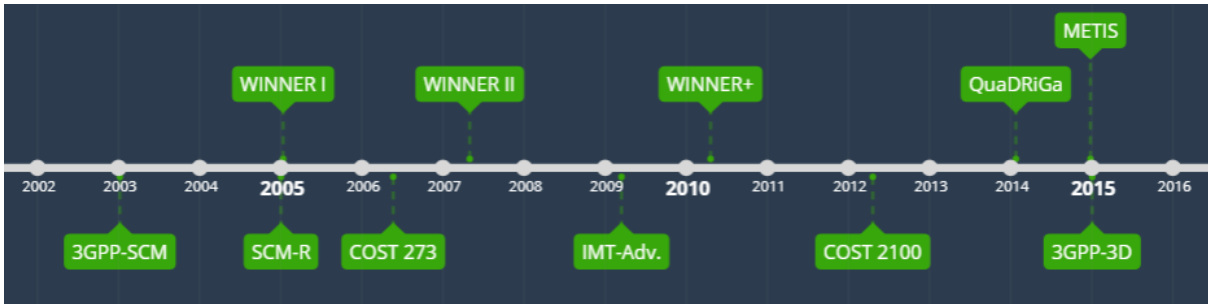 METIS
WINNER I WINNER II WINNER+ QuaDRiGa
2002 2003 2004 2005 2006 2007 2008 2009 2010 2011 2012 2013 2014 2015 2016
3GPP-SCM SCM-R COST 273 IMT-Adv. COST 2100 3GPP-3D